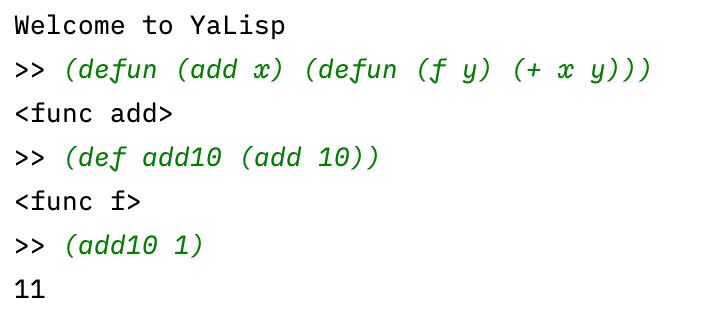 Welcome to YaLisp
>> (defun (add x) (defun (f y) (+ x y)))
<func add>
>> (def add10 (add 10))
<func f>
>> (add10 1)
11